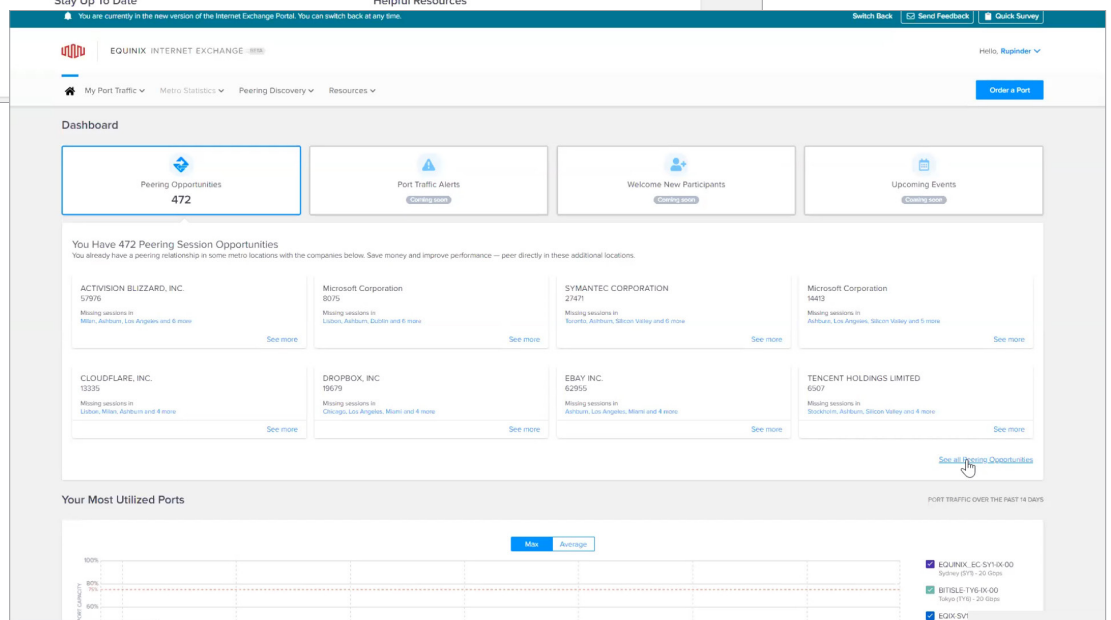 Stay Up To Date
Helpful Resources
You are currently in the new version of the Internet Exchange Portal. You can switch back at any time.
Switch Back
Send Feedback
Quick Survey
EQUINIX INTERNET EXCHANGE BETA
Hello, Rupinder
My Port Traffic
Metro Statistics
Peering Discovery
Resources
Order a Port
Dashboard
Peering Opportunities
472
Port Traffic Alerts
Coming soon
Welcome New Participants
Coming soon
Upcoming Events
Coming soon
You Have 472 Peering Session Opportunities
You already have a peering relationship in some metro locations with the companies below. Save money and improve performance — peer directly in these additional locations.
ACTIVISION BLIZZARD, INC.
57976
Missing sessions in
Milan, Ashburn, Los Angeles and 6 more
See more
Microsoft Corporation
8075
Missing sessions in
Lisbon, Ashburn, Dublin and 6 more
See more
SYMANTEC CORPORATION
27471
Missing sessions in
Toronto, Ashburn, Silicon Valley and 6 more
See more
Microsoft Corporation
14413
Missing sessions in
Ashburn, Los Angeles, Silicon Valley and 5 more
See more
CLOUDFLARE, INC.
13335
Missing sessions in
Lisbon, Milan, Ashburn and 4 more
See more
DROPBOX, INC
19679
Missing sessions in
Chicago, Los Angeles, Miami and 4 more
See more
EBAY INC.
62955
Missing sessions in
Ashburn, Los Angeles, Miami and 4 more
See more
TENCENT HOLDINGS LIMITED
6507
Missing sessions in
Stockholm, Ashburn, Silicon Valley and 4 more
See more
See all Peering Opportunities
Your Most Utilized Ports
PORT TRAFFIC OVER THE PAST 14 DAYS
Max
Average
100%
80%
75%
60%
PORT CAPACITY
EQUINIX_EC-SY1-IX-00
Sydney (SY1) - 20 Gbps
BITISLE-TY6-IX-00
Tokyo (TY6) - 20 Gbps
EQIX-SV1